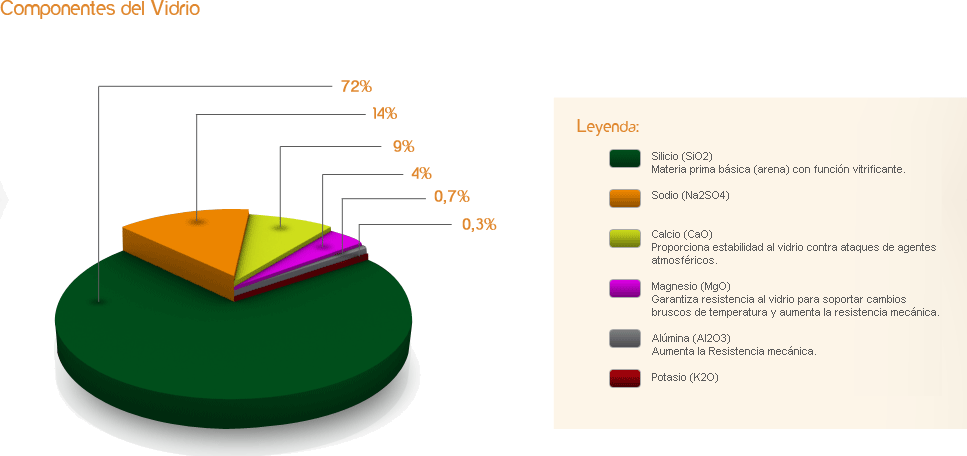 Componentes del Vidrio
72%
14%
9%
4%
0,7%
0,3%
Leyenda:
Silicio (SiO2)
Materia prima básica (arena) con función vitrificante.
Sodio (Na2SO4)
Calcio (CaO)
Proporciona estabilidad al vidrio contra ataques de agentes
atmosféricos.
Magnesio (MgO)
Garantiza resistencia al vidrio para soportar cambios
bruscos de temperatura y aumenta la resistencia mecánica.
Alúmina (Al2O3)
Aumenta la Resistencia mecánica.
Potasio (K2O)